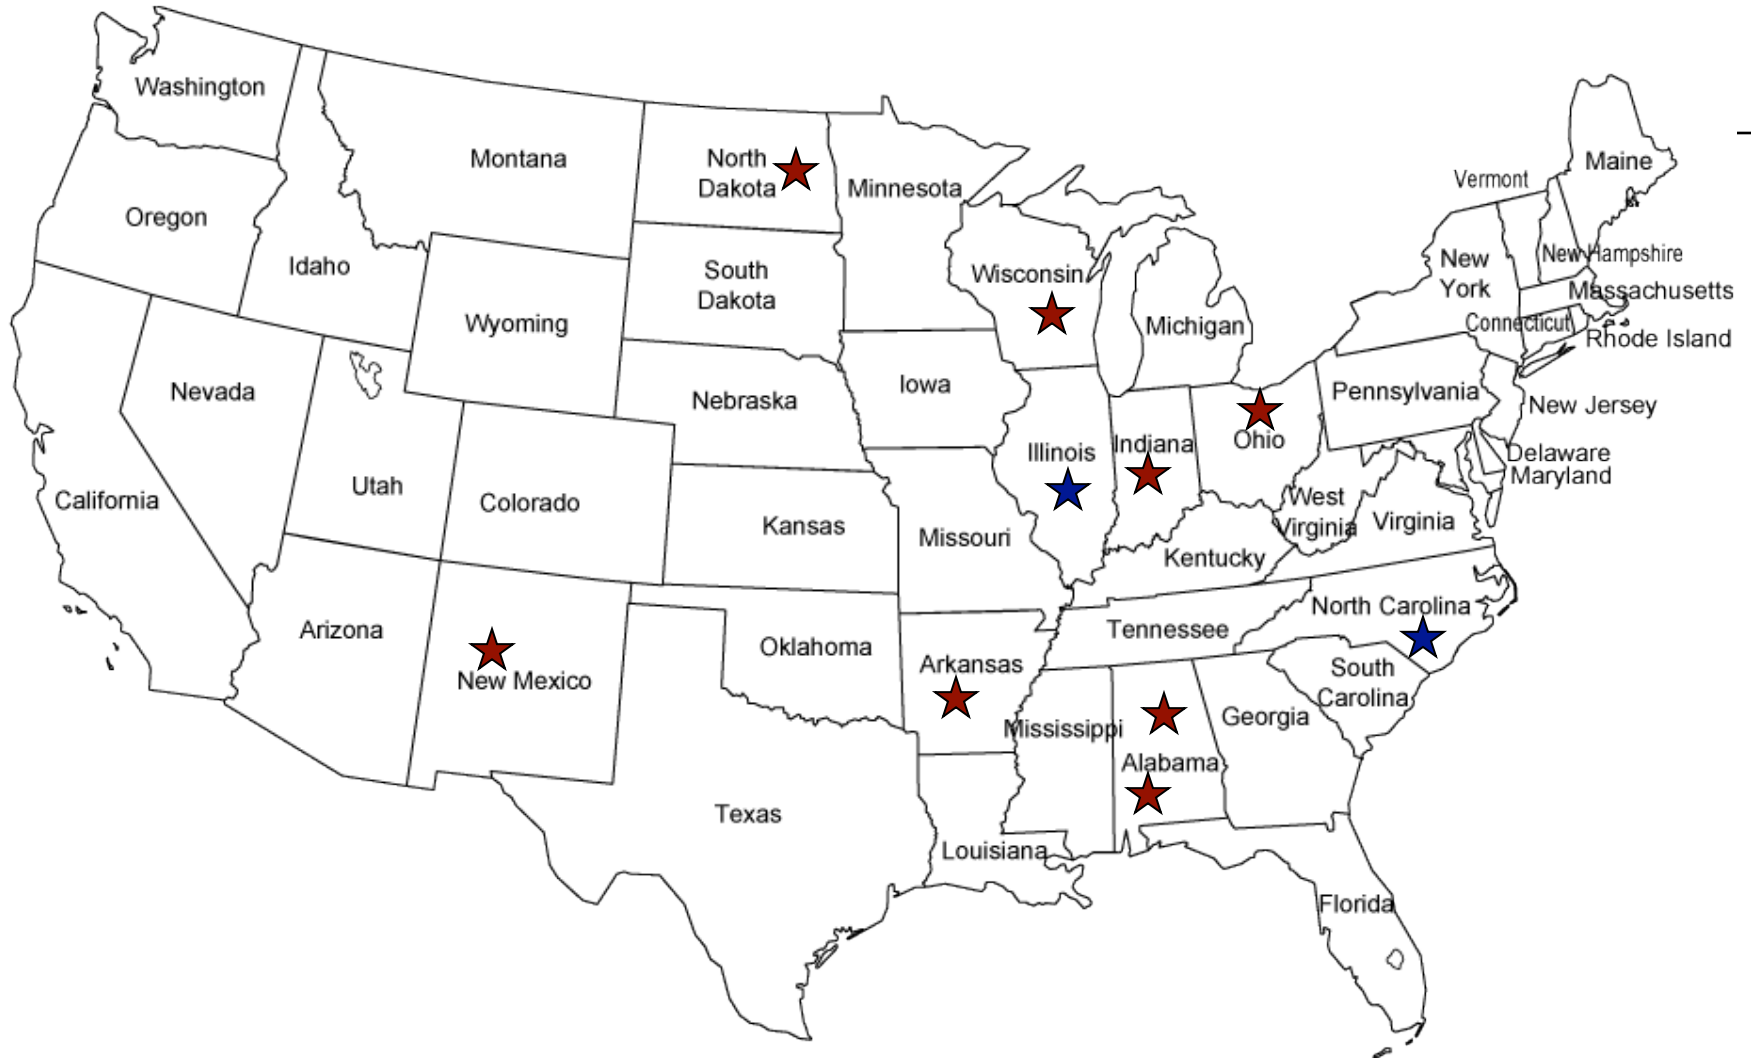 Washington
Montana
North
Dakota
Minnesota
Maine
Vermont
Oregon
Idaho
South
Dakota
Wisconsin
New
York
New Hampshire
Massachusetts
Wyoming
Michigan
Connecticut
Rhode Island
Nevada
Nebraska
Iowa
Pennsylvania
New Jersey
Illinois
Indiana
Ohio
Delaware
Maryland
California
Utah
Colorado
Kansas
Missouri
West
Virginia
Virginia
Kentucky
Arizona
New Mexico
Oklahoma
Arkansas
Tennessee
North Carolina
South
Carolina
Mississippi
Alabama
Georgia
Texas
Louisiana
Florida